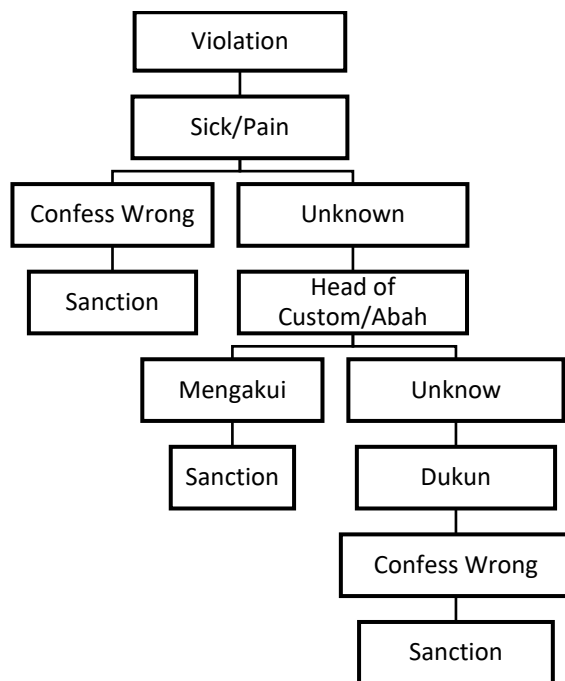 Violation
Sick/Pain
Confess Wrong
Unknown
Sanction
Head of
Custom/Abah
Mengakui
Unknow
Sanction
Dukun
Confess Wrong
Sanction